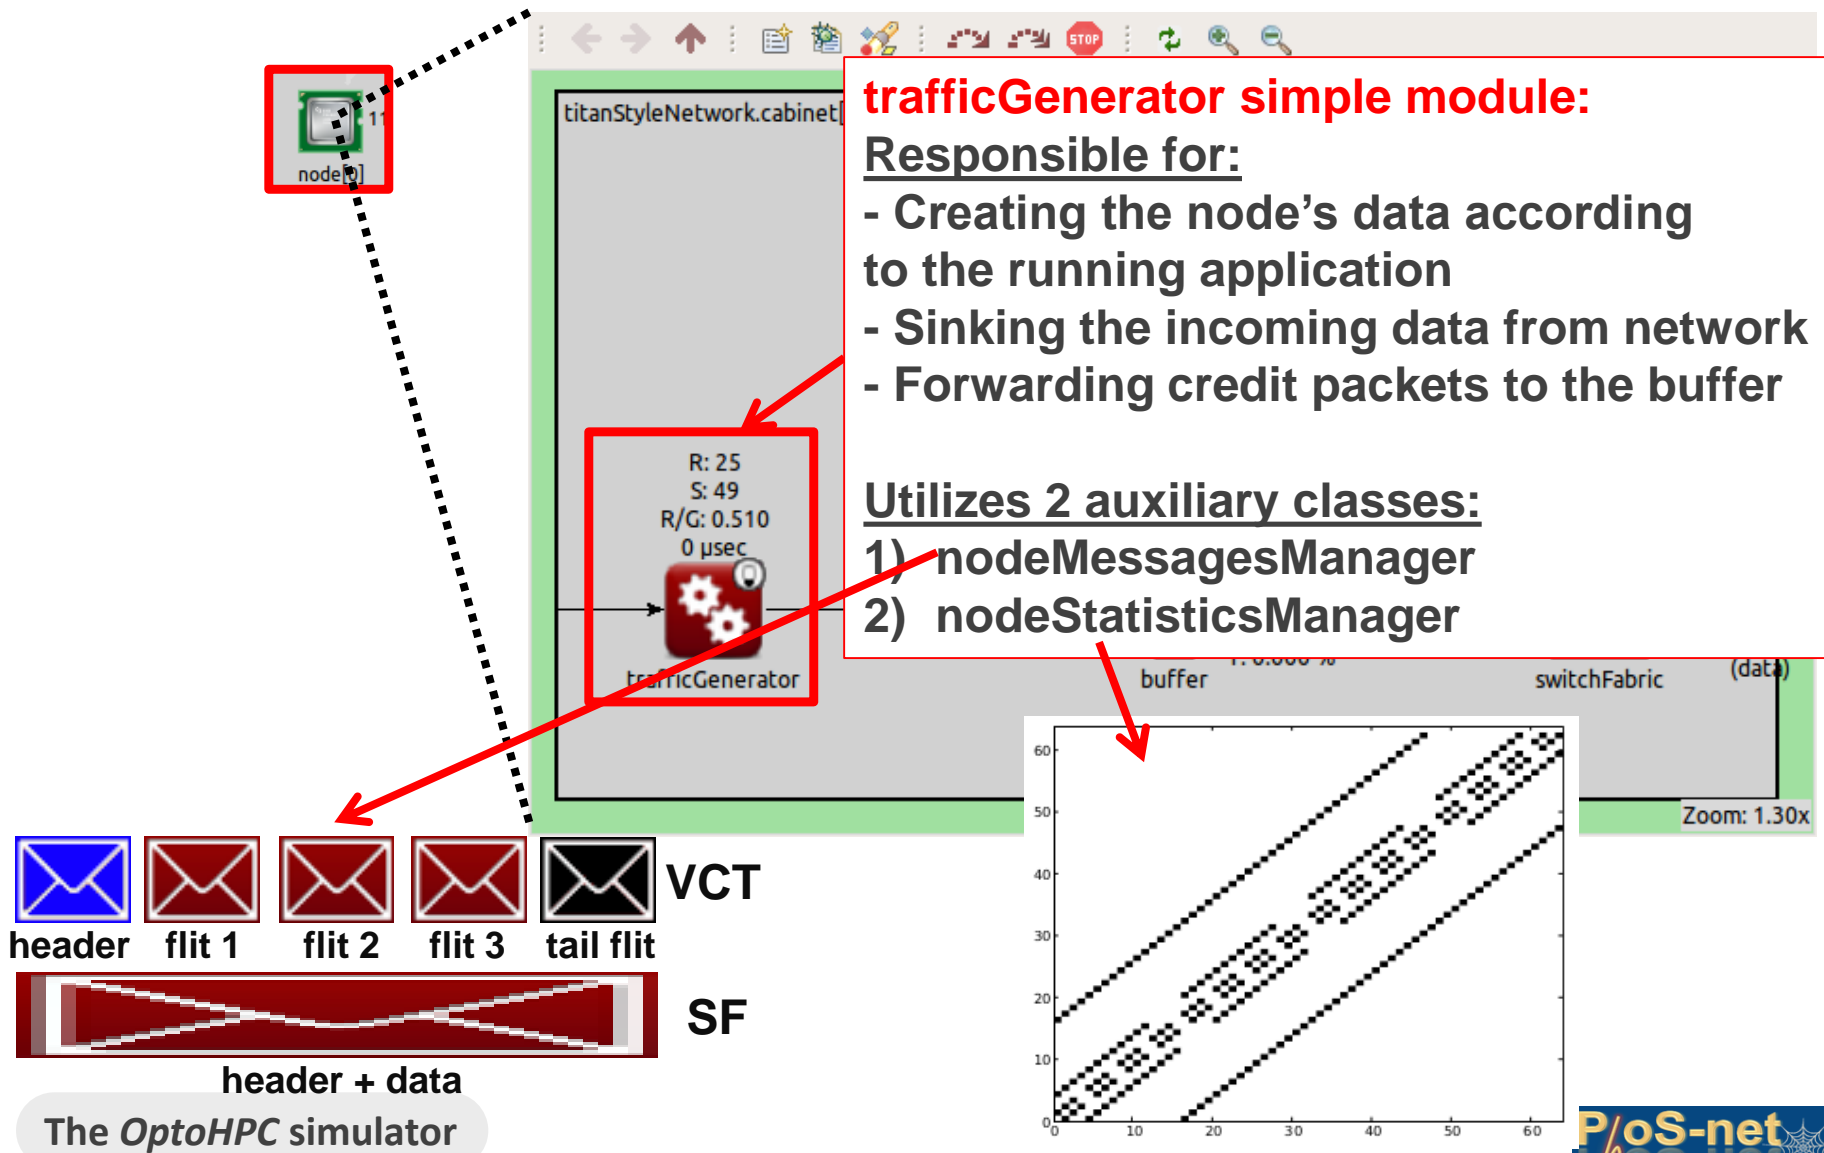 STOP
11
node[0]
titanStyleNetwork.cabinet[
trafficGenerator simple module:
Responsible for:
- Creating the node's data according
to the running application
- Sinking the incoming data from network
- Forwarding credit packets to the buffer
Utilizes 2 auxiliary classes:
1) nodeMessagesManager
2) nodeStatisticsManager
R: 25
S: 49
R/G: 0.510
0 µsec
trafficGenerator
buffer
switchFabric
(data)
Zoom: 1.30x
60
50
40
30
20
10
0
0 10 20 30 40 50 60
VCT
header flit 1 flit 2 flit 3 tail flit
SF
header + data
The OptoHPC simulator